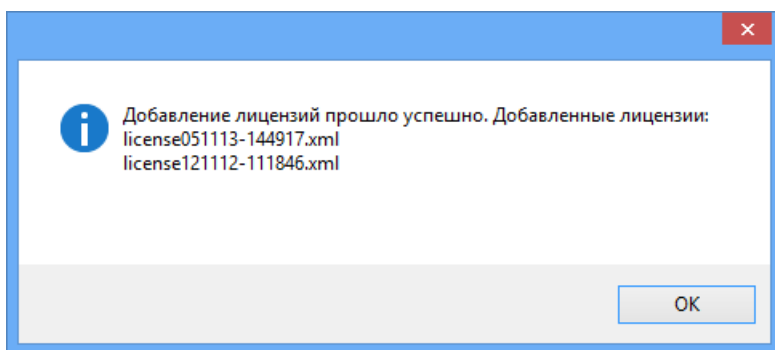 Добавление лицензий прошло успешно. Добавленные лицензии:
license051113-144917.xml
license121112-111846.xml
OK